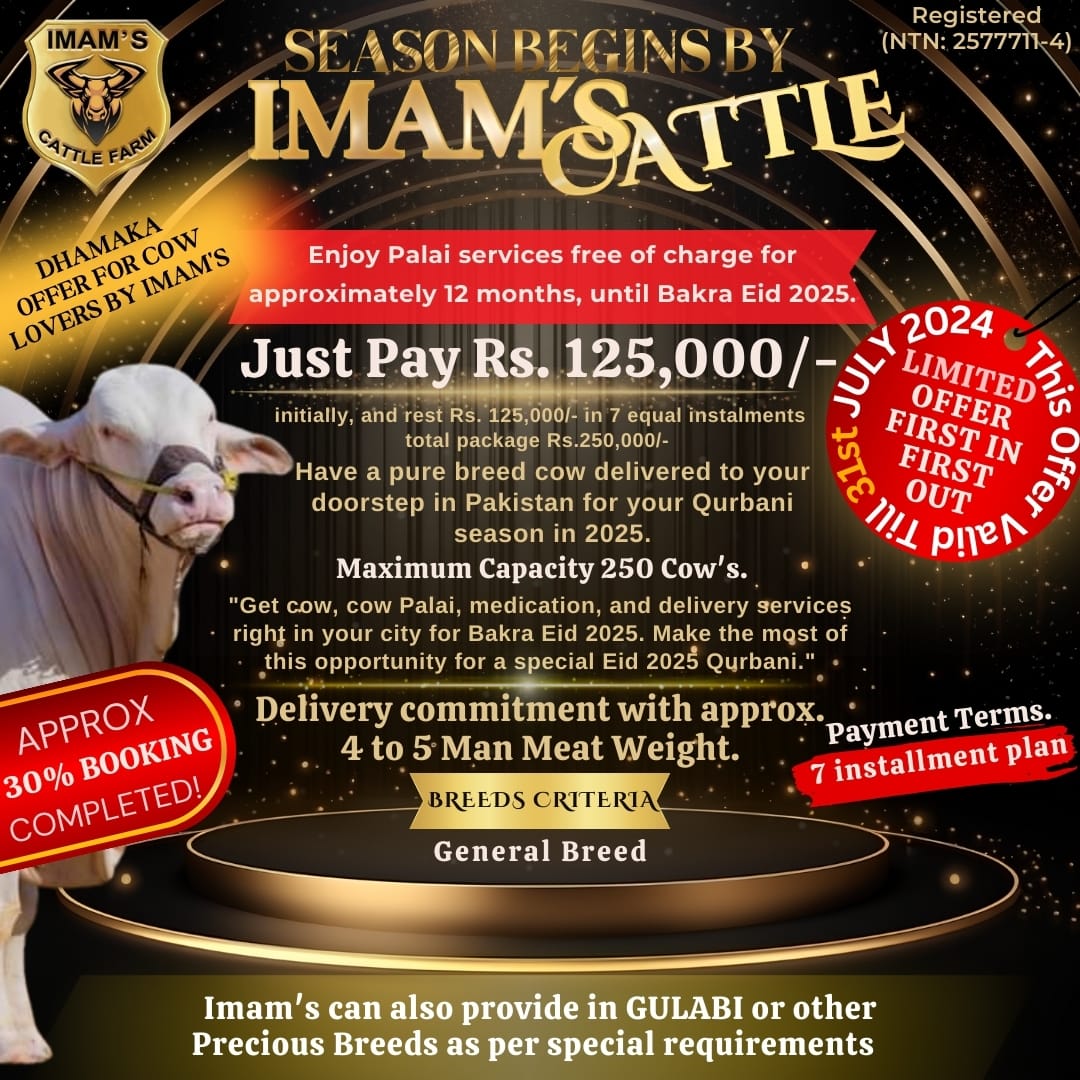 IMAM'S
CATTLE FARM
Registered
(NTN: 2577711-4)
SEASON BEGINS BY
IMAM'S CATTLE
DHAMAKA
OFFER FOR COW
LOVERS BY IMAM'S
Enjoy Palai services free of charge for
approximately 12 months, until Bakra Eid 2025.
Just Pay Rs. 125,000/-
initially, and rest Rs. 125,000/- in 7 equal instalments
total package Rs.250,000/-
Have a pure breed cow delivered to your
doorstep in Pakistan for your Qurbani
season in 2025.
Maximum Capacity 250 Cow's.
This Offer Valid Till 31st JULY 2024
LIMITED
OFFER
FIRST IN
FIRST
OUT
"Get cow, cow Palai, medication, and delivery services
right in your city for Bakra Eid 2025. Make the most of
this opportunity for a special Eid 2025 Qurbani."
Delivery commitment with approx.
4 to 5 Man Meat Weight.
Payment Terms.
7 installment plan
APPROX
30% BOOKING
COMPLETED!
BREEDS CRITERIA
General Breed
Imam's can also provide in GULABI or other
Precious Breeds as per special requirements